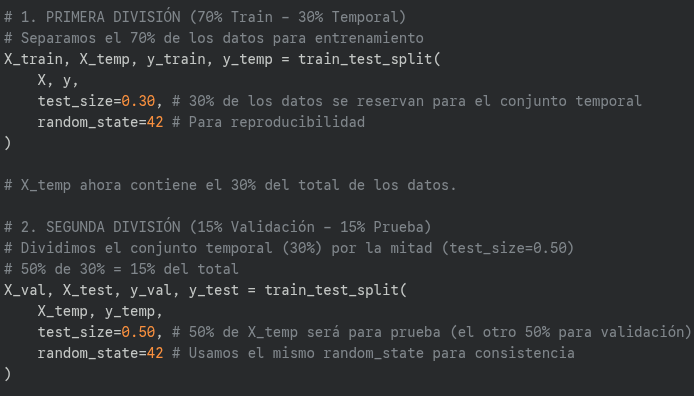 # 1. PRIMERA DIVISIÓN (70% Train – 30% Temporal)
# Separamos el 70% de los datos para entrenamiento
X_train, X_temp, y_train, y_temp = train_test_split(
    X, y,
    test_size=0.30, # 30% de los datos se reservan para el conjunto temporal
    random_state=42 # Para reproducibilidad
)

# X_temp ahora contiene el 30% del total de los datos.

# 2. SEGUNDA DIVISIÓN (15% Validación – 15% Prueba)
# Dividimos el conjunto temporal (30%) por la mitad (test_size=0.50)
# 50% de 30% = 15% del total
X_val, X_test, y_val, y_test = train_test_split(
    X_temp, y_temp,
    test_size=0.50, # 50% de X_temp será para prueba (el otro 50% para validación)
    random_state=42 # Usamos el mismo random_state para consistencia
)